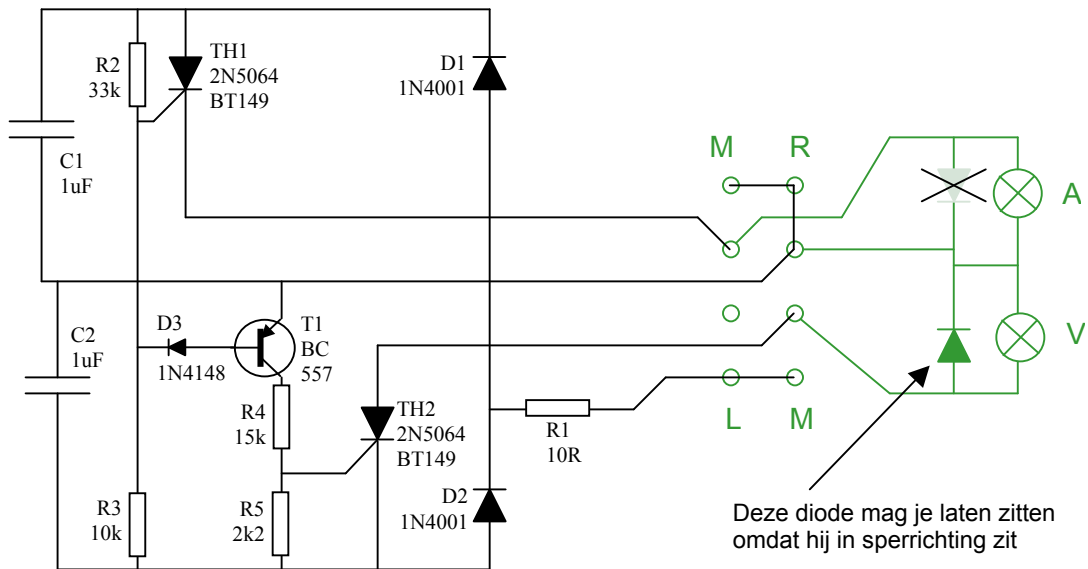 R2
33k
TH1
2N5064
BT149
D1
1N4001
C1
1uF
M
R
A
C2
1uF
D3
1N4148
T1
BC
557
V
R4
15k
TH2
2N5064
BT149
R1
10R
L
M
R3
10k
R5
2k2
D2
1N4001
Deze diode mag je laten zitten
omdat hij in sperrichting zit